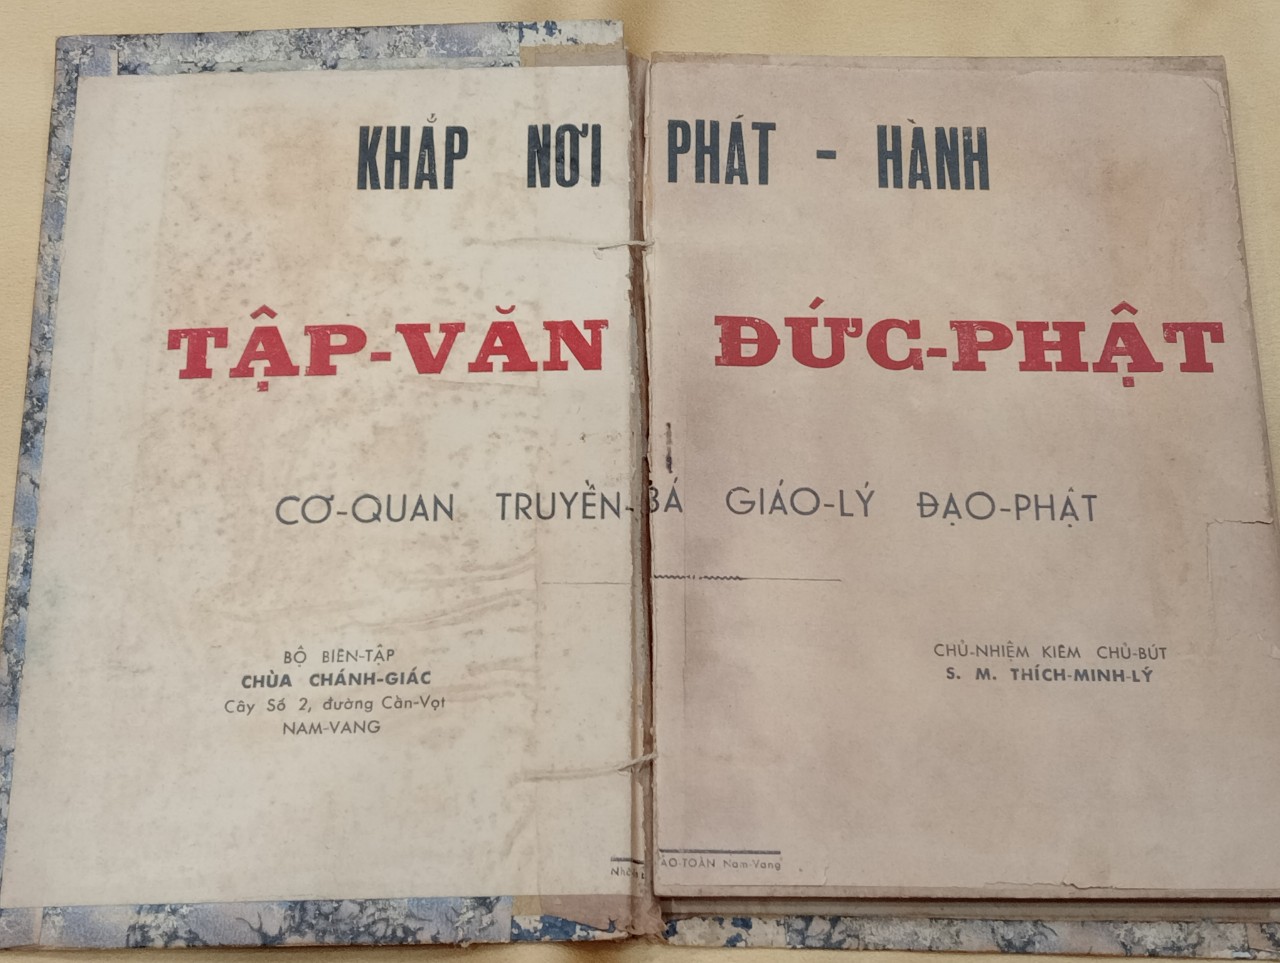 KHẮP NƠI PHÁT - HÀNH
TẬP-VĂN ĐỨC-PHẬT
CƠ-QUAN TRUYỀN-BÁ GIÁO-LÝ ĐẠO-PHẬT
BỘ BIÊN-TẬP
CHÙA CHÁNH-GIÁC
Cây Số 2, đường Cần-Vọt
NAM-VANG
CHỦ-NHIỆM KIÊM CHỦ-BÚT
S. M. THÍCH-MINH-LÝ
Nam-Vang